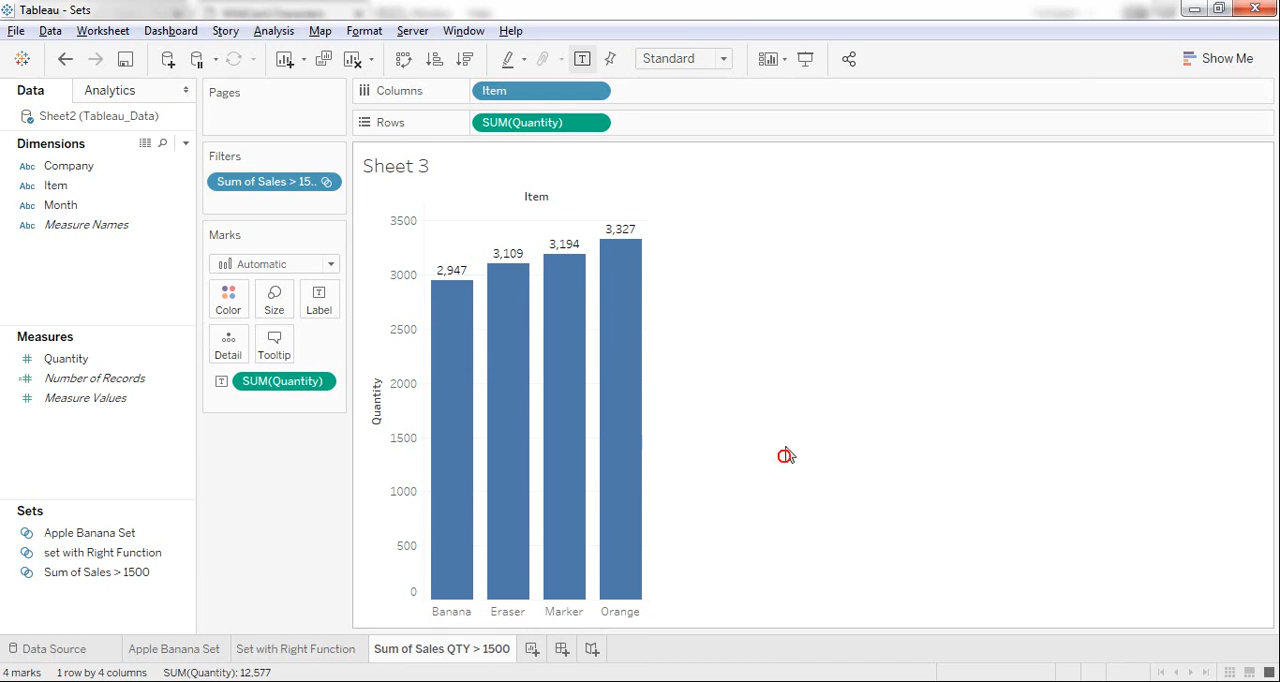 Tableau - Sets
File Data Worksheet Dashboard Story Analysis Map Format Server Window Help
Standard
Show Me
Data Analytics
Sheet2 (Tableau_Data)
Dimensions
Abc Company
Abc Item
Abc Month
Abc Measure Names
Measures
# Quantity
=# Number of Records
# Measure Values
Sets
Apple Banana Set
set with Right Function
Sum of Sales > 1500
Pages
Filters
Sum of Sales > 15..
Marks
Automatic
Color Size Label
Detail Tooltip
SUM(Quantity)
Columns Item
Rows SUM(Quantity)
Sheet 3
Item
3500
3000
2500
2000
1500
1000
500
0
Quantity
2,947 3,109 3,194 3,327
Banana Eraser Marker Orange
Data Source Apple Banana Set Set with Right Function Sum of Sales QTY > 1500
4 marks 1 row by 4 columns SUM(Quantity): 12,577